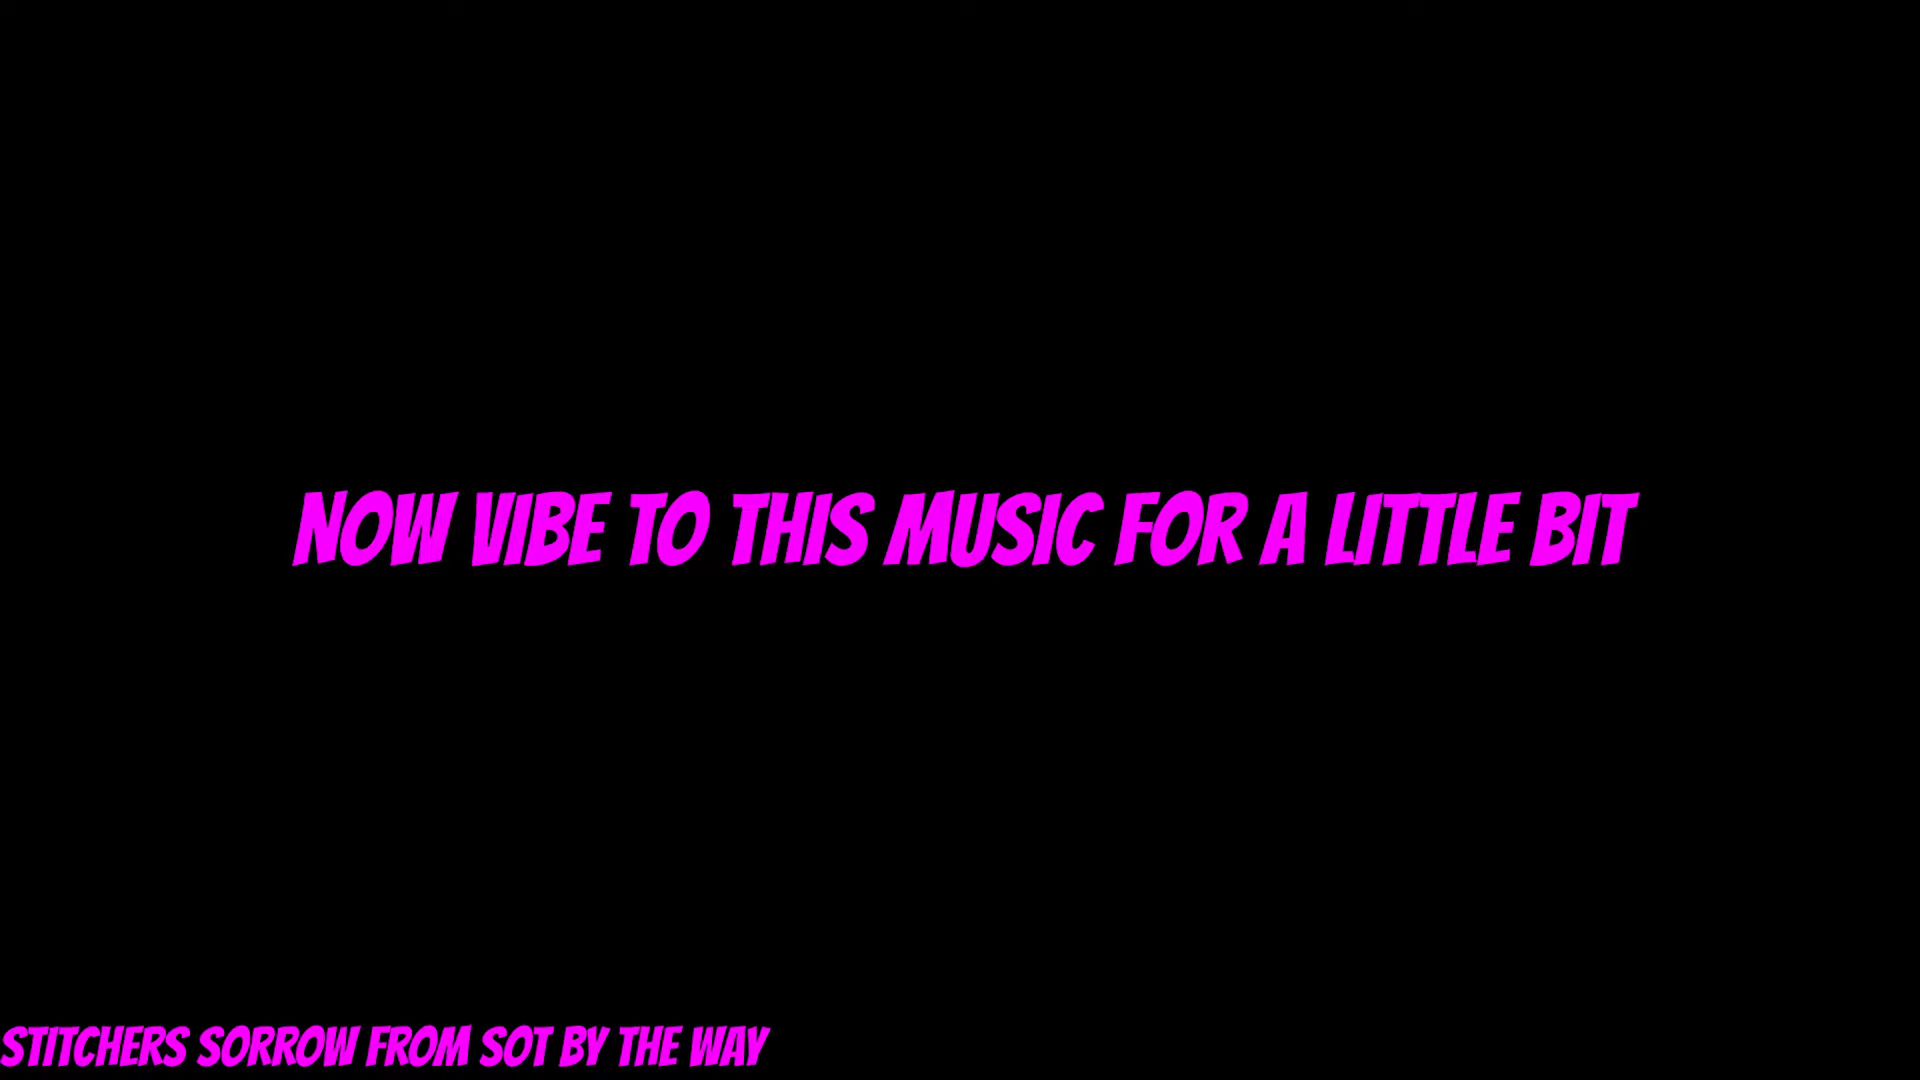 NOW VIBE TO THIS MUSIC FOR A LITTLE BIT
STITCHERS SORROW FROM SOT BY THE WAY